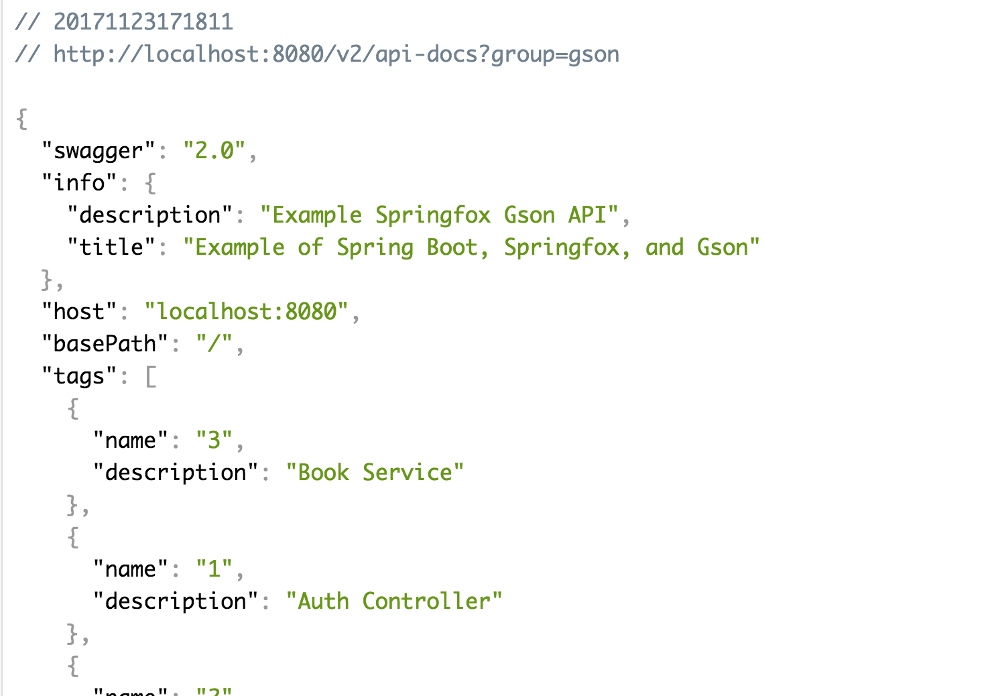 // 20171123171811
// http://localhost:8080/v2/api-docs?group=gson
{
"swagger": "2.0",
"info": {
"description": "Example Springfox Gson API",
"title": "Example of Spring Boot, Springfox, and Gson"
},
"host": "localhost:8080",
"basePath": "/",
"tags": [
{
"name": "3",
"description": "Book Service"
},
{
"name": "1",
"description": "Auth Controller"
},
{
"name":